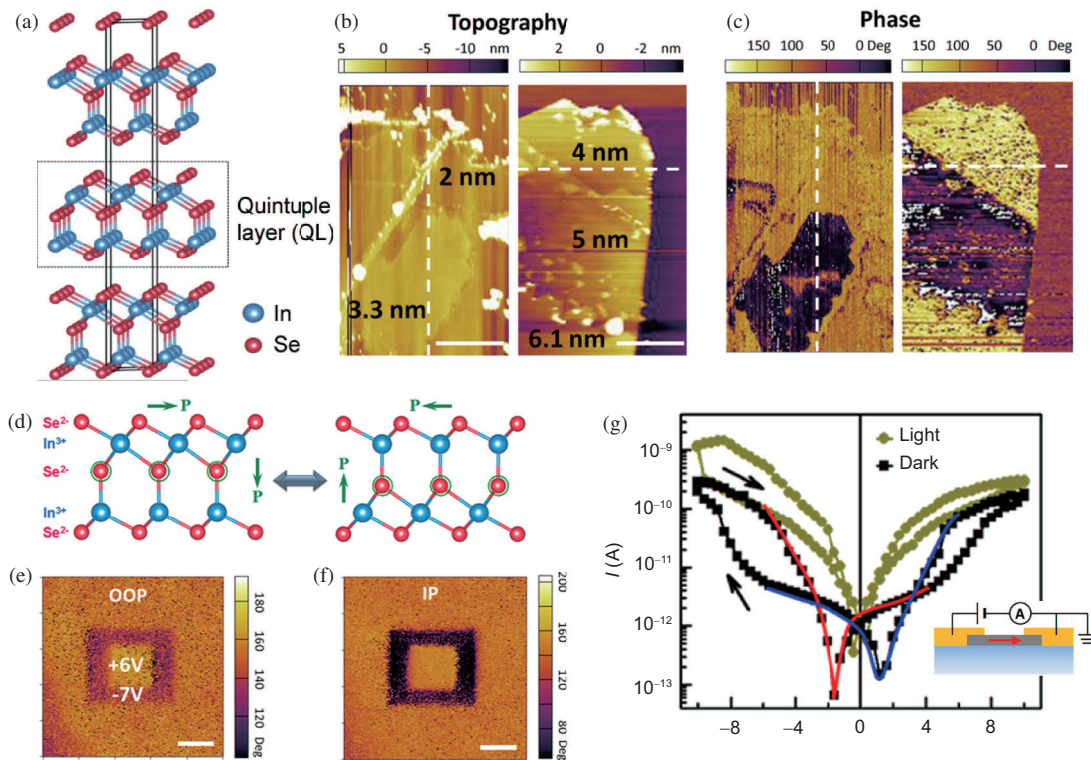 (a)
Quintuple
layer (QL)
In
Se
(b)
Topography
5 0 -5 -10 nm
2 0 -2 nm
2 nm
3.3 nm
4 nm
5 nm
6.1 nm
(c)
Phase
150 100 50 0 Deg
150 100 50 0 Deg
(d)
P
P
Se2-
In3+
Se2-
In3+
Se2-
P
P
(e)
OOP
+6V
-7V
180
160
140
120
Deg
(f)
IP
200
160
120
80
Deg
(g)
Light
Dark
I (A)
10⁻⁹
10⁻¹⁰
10⁻¹¹
10⁻¹²
10⁻¹³
−8 −4 0 4 8
A